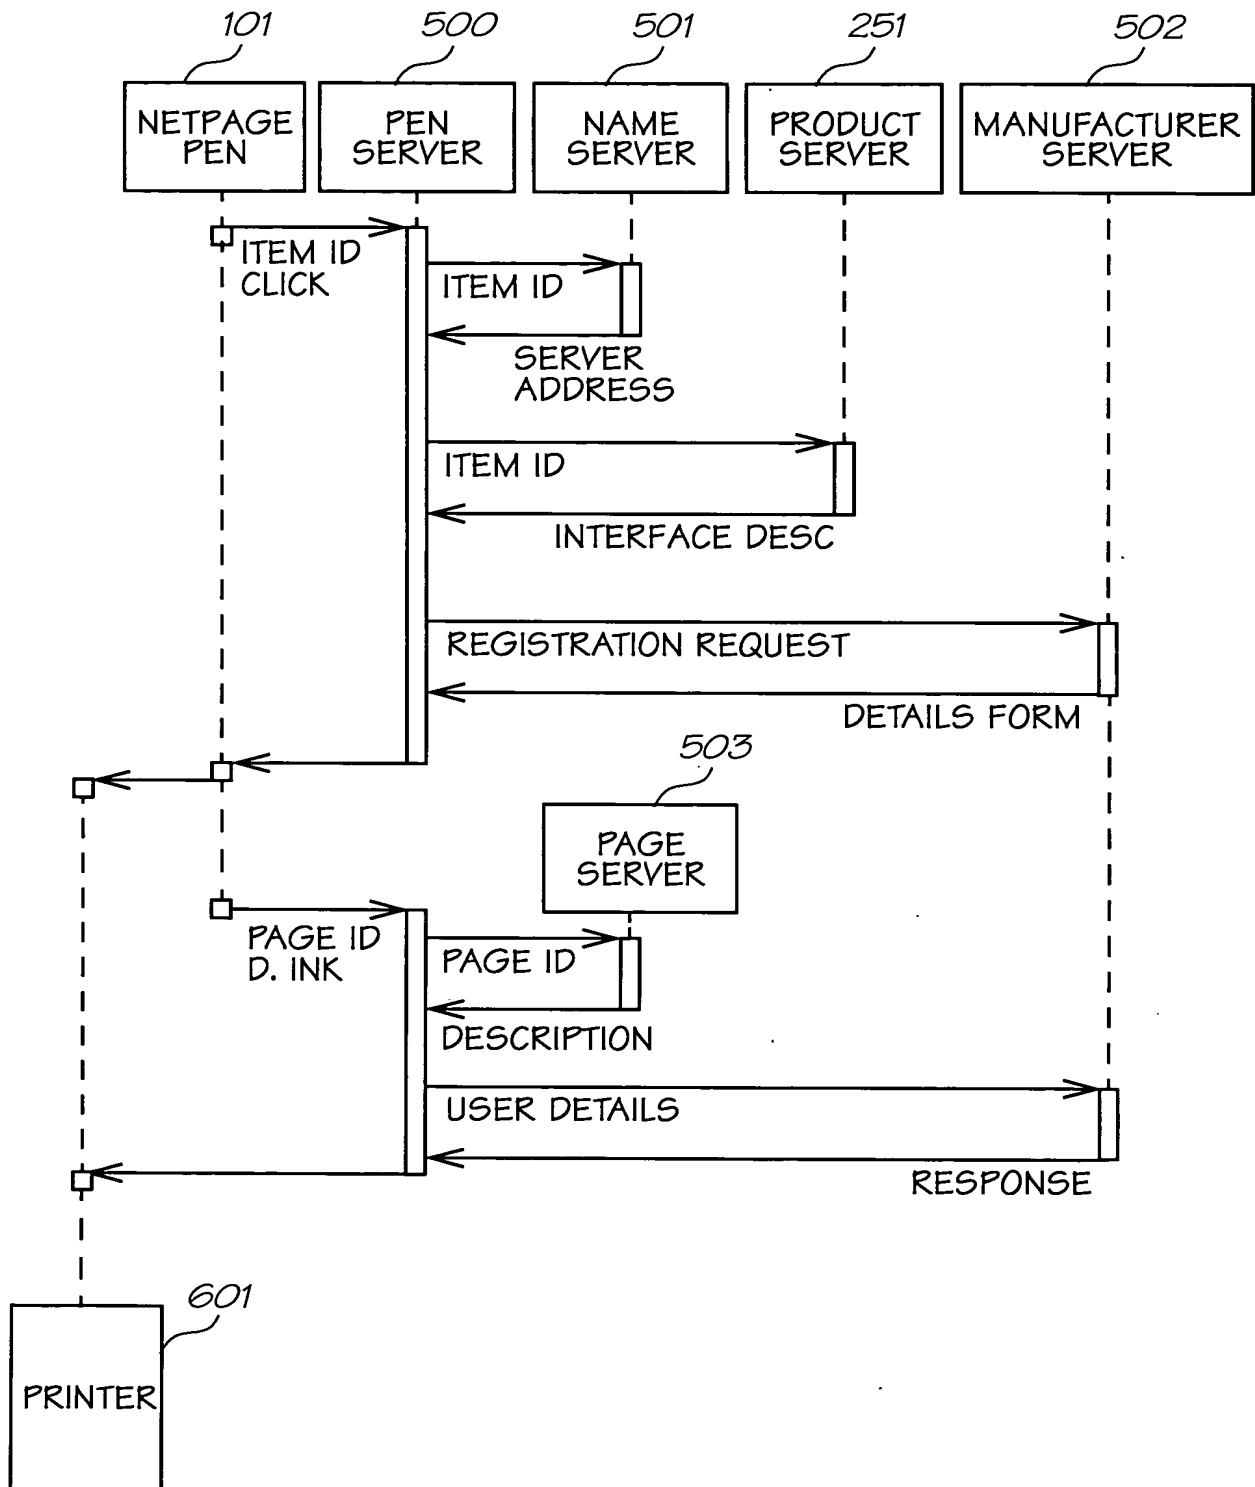 101
500
501
251
502
NETPAGE
PEN
PEN
SERVER
NAME
SERVER
PRODUCT
SERVER
MANUFACTURER
SERVER
ITEM ID
CLICK
ITEM ID
SERVER
ADDRESS
ITEM ID
INTERFACE DESC
REGISTRATION REQUEST
DETAILS FORM
503
PAGE
SERVER
PAGE ID
D. INK
PAGE ID
DESCRIPTION
USER DETAILS
RESPONSE
601
PRINTER